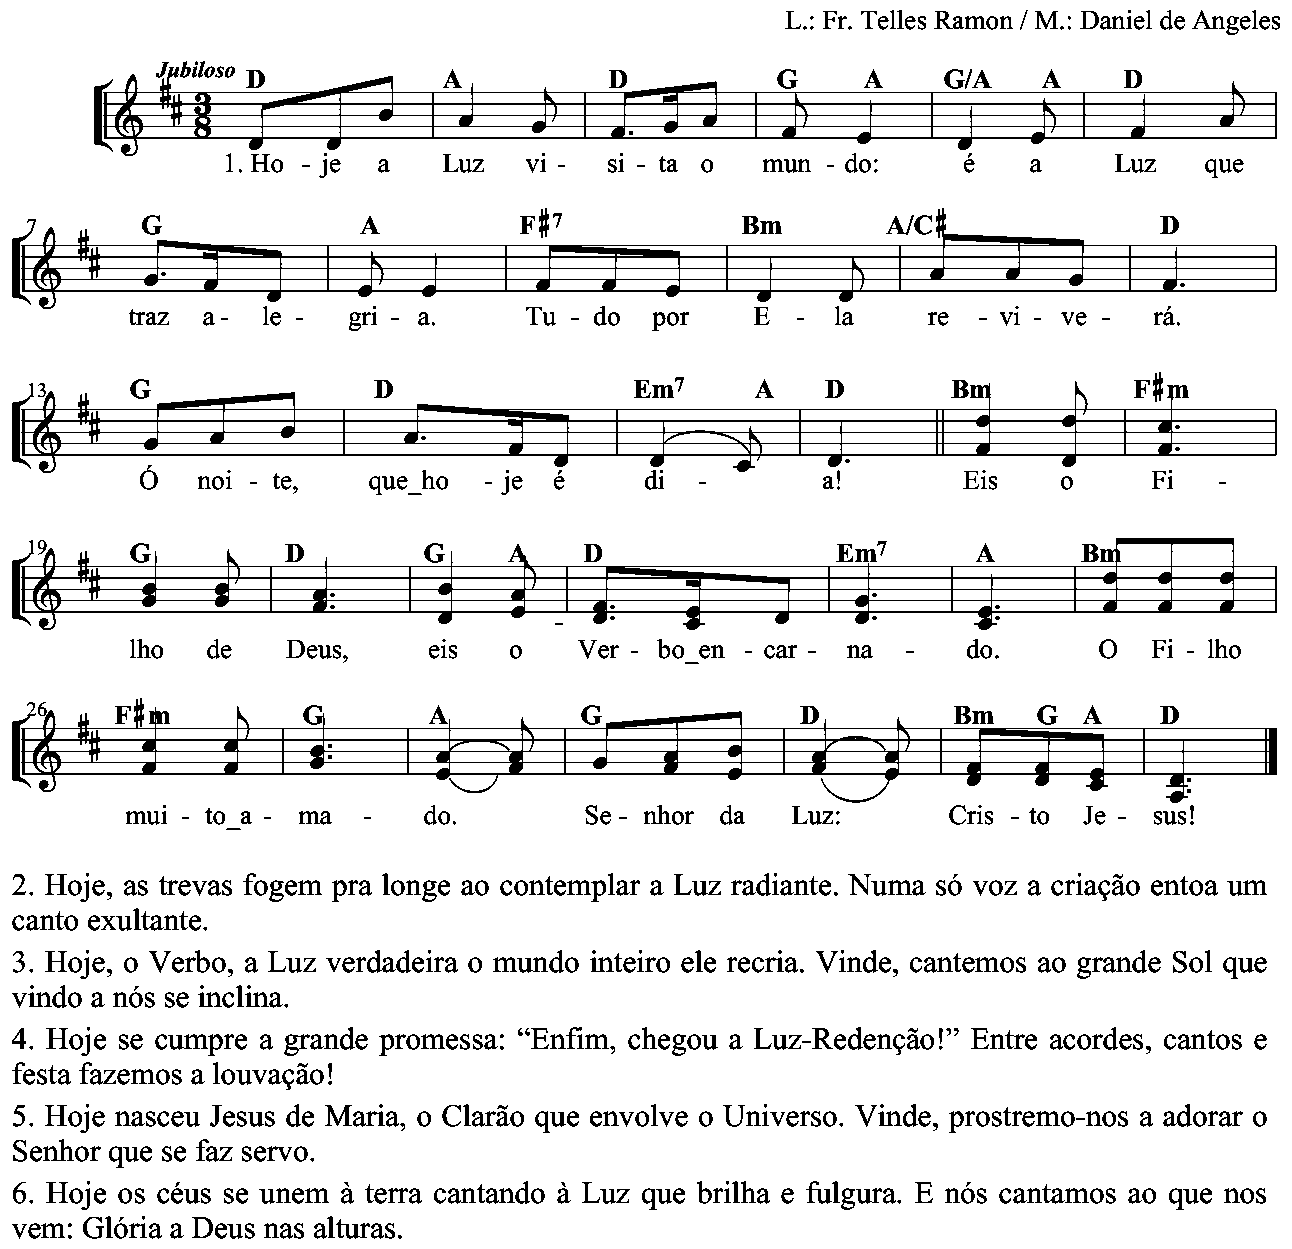 L.: Fr. Telles Ramon / M.: Daniel de Angeles
Jubiloso
D A D G A G/A A D
3
8
1. Ho - je a Luz vi - si - ta o mun - do: é a Luz que
7 G A F#7 Bm A/C# D
traz a - le - gri - a. Tu - do por E - la re - vi - ve - rá.
13 G D Em7 A D Bm F#m
Ó noi - te, que_ho - je é di - a! Eis o Fi -
19 G D G A D Em7 A Bm
lho de Deus, eis o Ver - bo_en - car - na - do. O Fi - lho
26 F#m G A G D Bm G A D
mui - to_a - ma - do. Se - nhor da Luz: Cris - to Je - sus!
2. Hoje, as trevas fogem pra longe ao contemplar a Luz radiante. Numa só voz a criação entoa um
canto exultante.
3. Hoje, o Verbo, a Luz verdadeira o mundo inteiro ele recria. Vinde, cantemos ao grande Sol que
vindo a nós se inclina.
4. Hoje se cumpre a grande promessa: “Enfim, chegou a Luz-Redenção!” Entre acordes, cantos e
festa fazemos a louvação!
5. Hoje nasceu Jesus de Maria, o Clarão que envolve o Universo. Vinde, prostremo-nos a adorar o
Senhor que se faz servo.
6. Hoje os céus se unem à terra cantando à Luz que brilha e fulgura. E nós cantamos ao que nos
vem: Glória a Deus nas alturas.